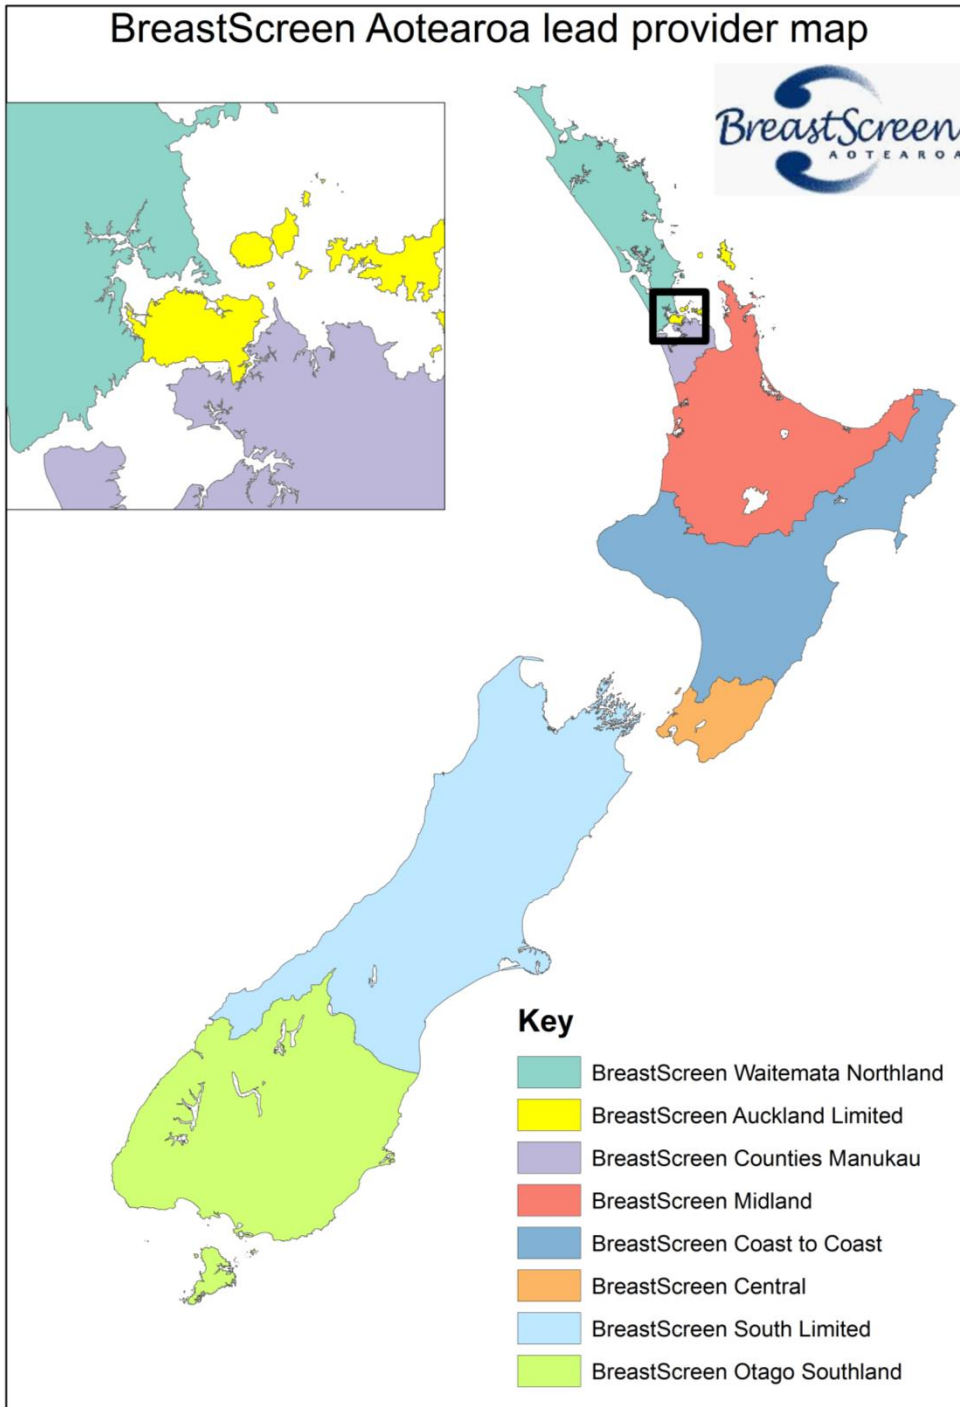 BreastScreen Aotearoa lead provider map
BreastScreen
AOTEAROA
Key
BreastScreen Waitemata Northland
BreastScreen Auckland Limited
BreastScreen Counties Manukau
BreastScreen Midland
BreastScreen Coast to Coast
BreastScreen Central
BreastScreen South Limited
BreastScreen Otago Southland